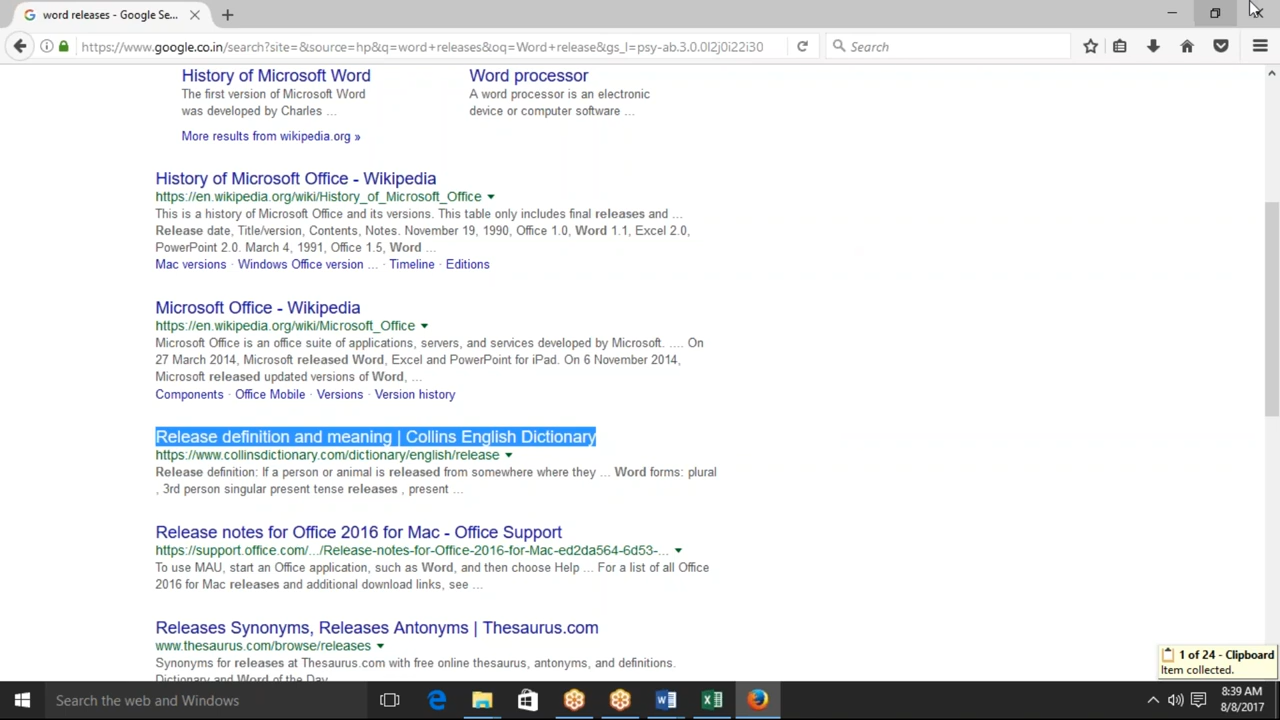 word releases - Google Se...
https://www.google.co.in/search?site=&source=hp&q=word+releases&oq=Word+release&gs_l=psy-ab.3.0.0l2j0i22i30
Search
History of Microsoft Word
Word processor
The first version of Microsoft Word
A word processor is an electronic
was developed by Charles ...
device or computer software ...
More results from wikipedia.org »
History of Microsoft Office - Wikipedia
https://en.wikipedia.org/wiki/History_of_Microsoft_Office
This is a history of Microsoft Office and its versions. This table only includes final releases and ...
Release date, Title/version, Contents, Notes. November 19, 1990, Office 1.0, Word 1.1, Excel 2.0,
PowerPoint 2.0. March 4, 1991, Office 1.5, Word ...
Mac versions · Windows Office version ... · Timeline · Editions
Microsoft Office - Wikipedia
https://en.wikipedia.org/wiki/Microsoft_Office
Microsoft Office is an office suite of applications, servers, and services developed by Microsoft. .... On
27 March 2014, Microsoft released Word, Excel and PowerPoint for iPad. On 6 November 2014,
Microsoft released updated versions of Word, ...
Components · Office Mobile · Versions · Version history
Release definition and meaning | Collins English Dictionary
https://www.collinsdictionary.com/dictionary/english/release
Release definition: If a person or animal is released from somewhere where they ... Word forms: plural
, 3rd person singular present tense releases , present ...
Release notes for Office 2016 for Mac - Office Support
https://support.office.com/.../Release-notes-for-Office-2016-for-Mac-ed2da564-6d53-...
To use MAU, start an Office application, such as Word, and then choose Help ... For a list of all Office
2016 for Mac releases and additional download links, see ...
Releases Synonyms, Releases Antonyms | Thesaurus.com
www.thesaurus.com/browse/releases
Synonyms for releases at Thesaurus.com with free online thesaurus, antonyms, and definitions.
Dictionary and Word of the Day.
1 of 24 - Clipboard
Item collected.
Search the web and Windows
8:39 AM
8/8/2017